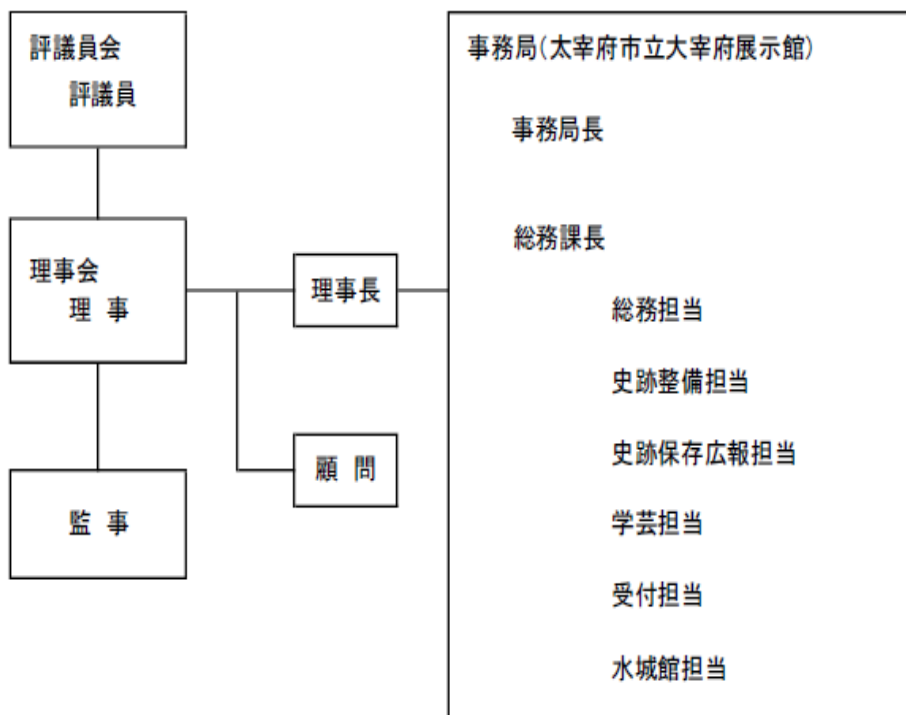 評議員会
評議員
理事会
理 事
監 事
理事長
顧 問
事務局(太宰府市立大宰府展示館)
事務局長
総務課長
総務担当
史跡整備担当
史跡保存広報担当
学芸担当
受付担当
水城館担当